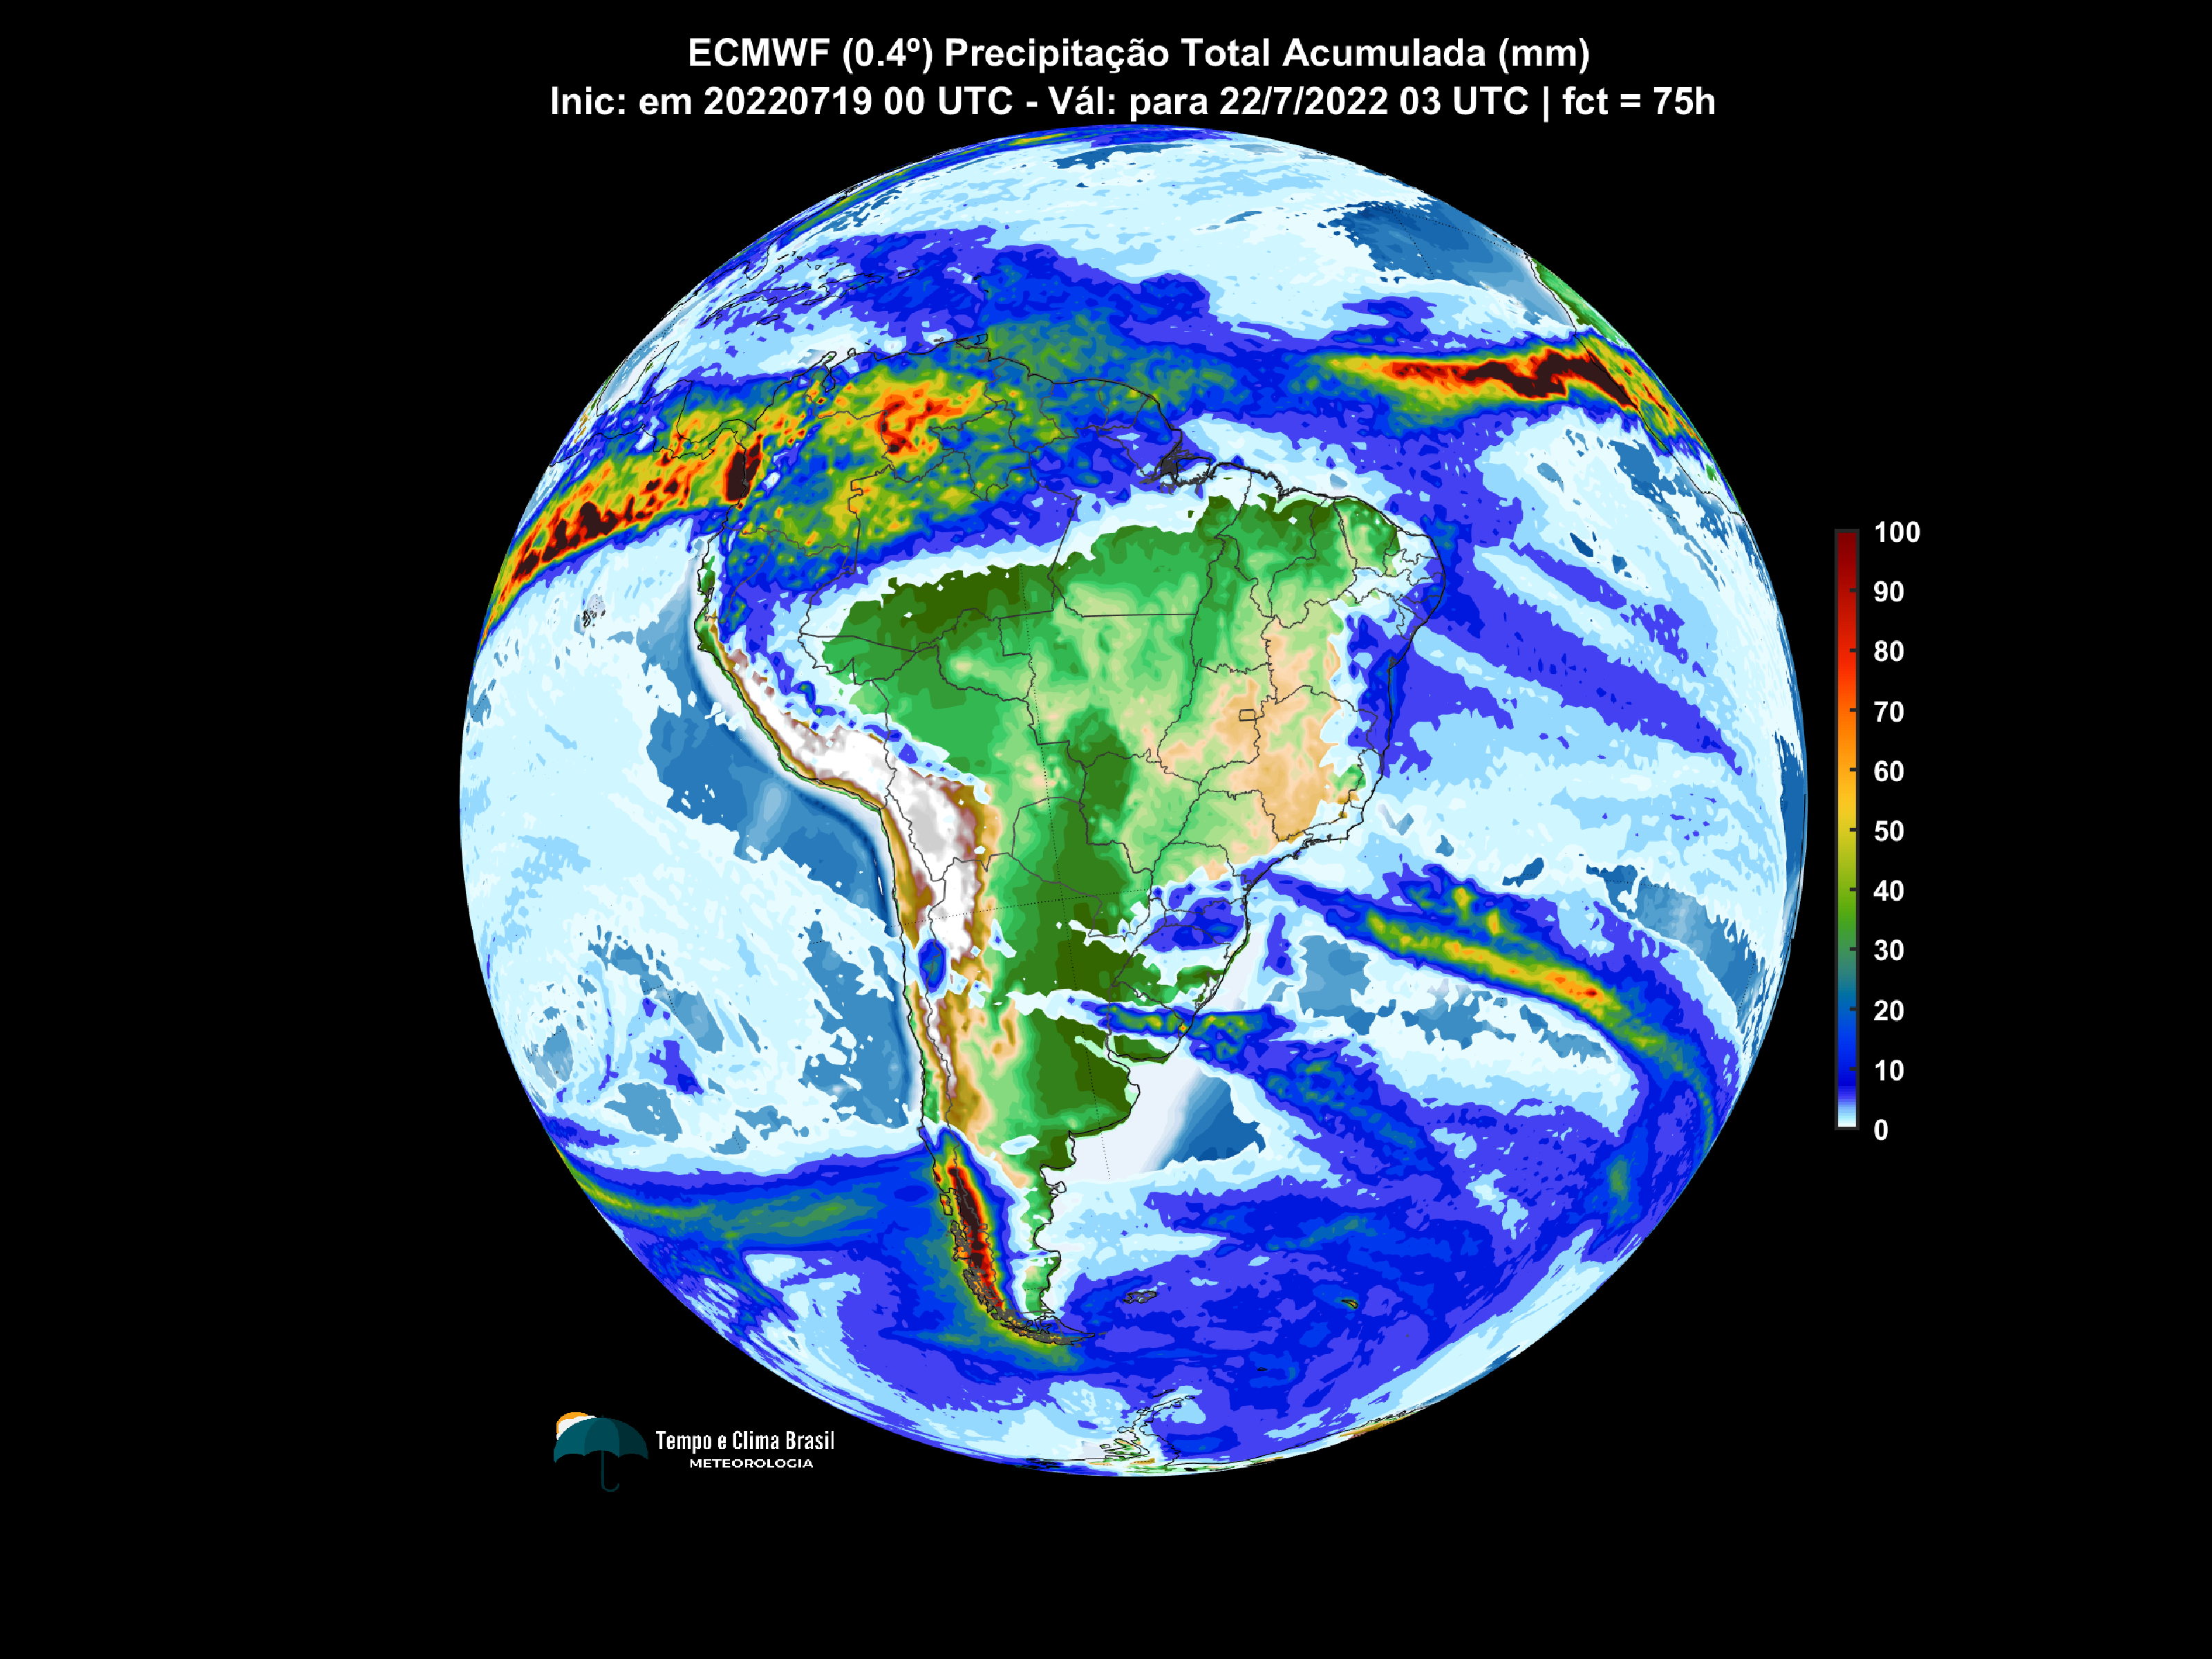 ECMWF (0.4º) Precipitação Total Acumulada (mm)
Inic: em 20220719 00 UTC - Vál: para 22/7/2022 03 UTC | fct = 75h
100
90
80
70
60
50
40
30
20
10
0
Tempo e Clima Brasil
METEOROLOGIA